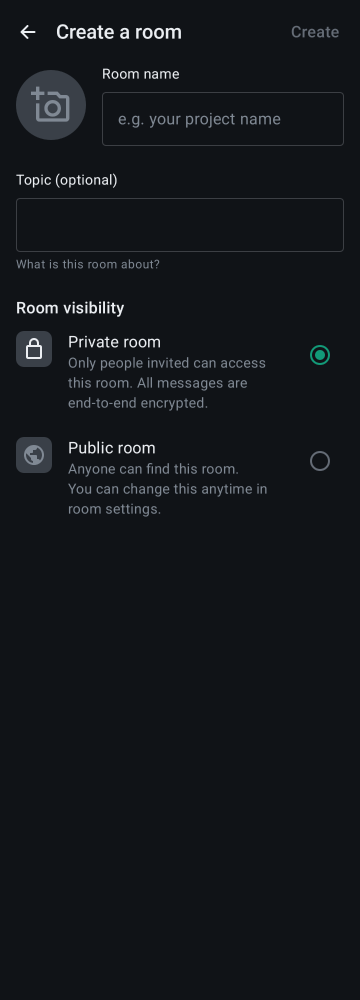 Create a room
Create
Room name
e.g. your project name
Topic (optional)
What is this room about?
Room visibility
Private room
Only people invited can access
this room. All messages are
end-to-end encrypted.
Public room
Anyone can find this room.
You can change this anytime in
room settings.